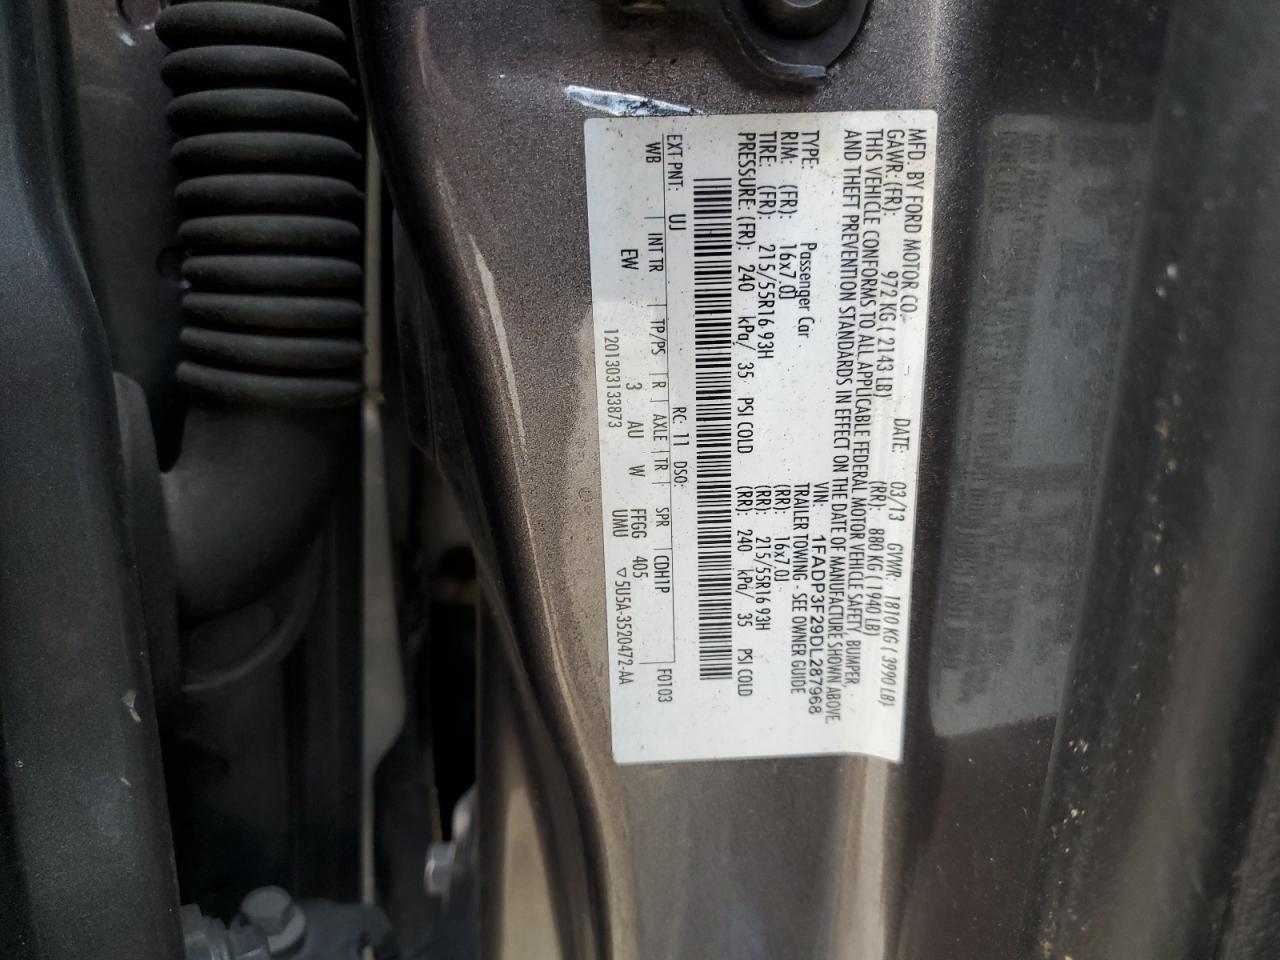 MFD. BY FORD MOTOR CO.
DATE: 03/13 GVWR: 1810 KG ( 3990 LB)
GAWR: (FR): 972 KG ( 2143 LB) (RR): 880 KG ( 1940 LB)
THIS VEHICLE CONFORMS TO ALL APPLICABLE FEDERAL MOTOR VEHICLE SAFETY, BUMPER,
AND THEFT PREVENTION STANDARDS IN EFFECT ON THE DATE OF MANUFACTURE SHOWN ABOVE
VIN: 1FADP3F29DL287968
TYPE: Passenger Car TRAILER TOWING - SEE OWNER GUIDE
RIM: (FR): 16x7.0J (RR): 16x7.0J
TIRE: (FR): 215/55R16 93H (RR): 215/55R16 93H
PRESSURE: (FR): 240 kPa/ 35 PSI COLD (RR): 240 kPa/ 35 PSI COLD
EXT PNT: UJ RC: 11 DSO: F0103
WB | INT TR | TP/PS | R | AXLE | TR | SPR CDH1P
EW 3 AU W FFGG 405
UMU
1201303133873 ▽5U5A-3520472-AA